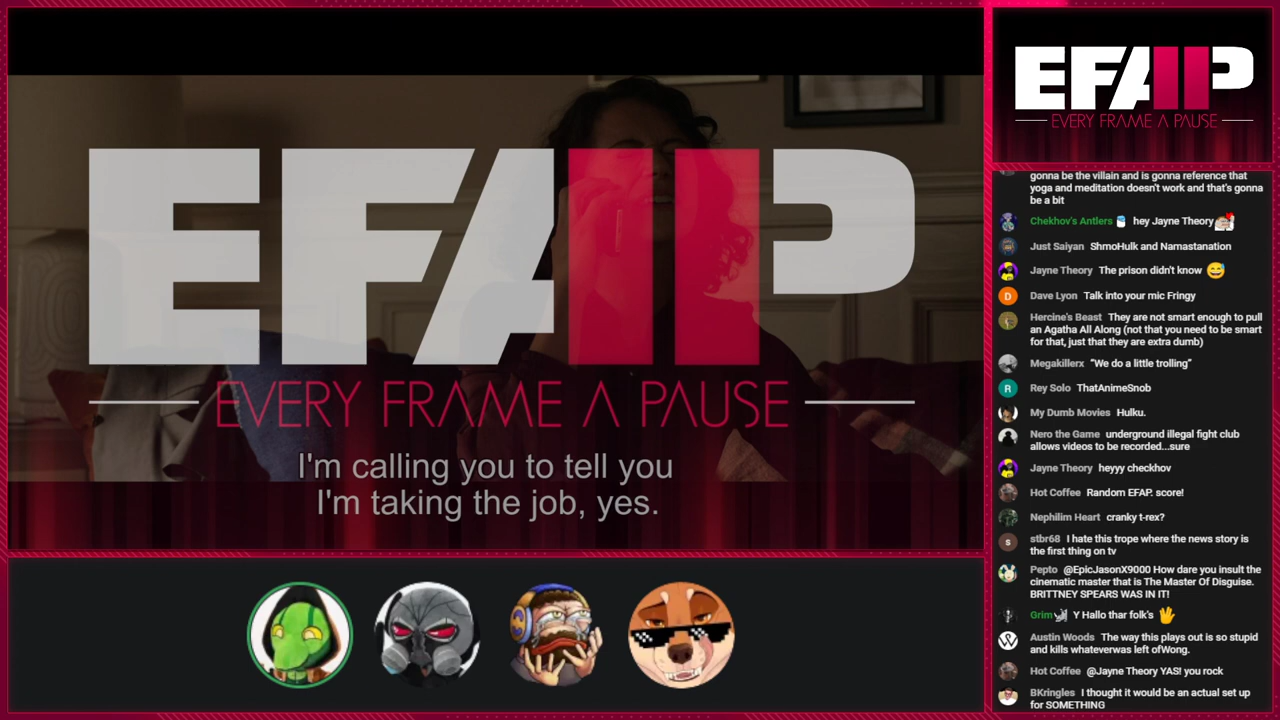 EFAP
EVERY FRAME A PAUSE
I'm calling you to tell you
I'm taking the job, yes.
EFAP
EVERY FRAME A PAUSE
gonna be the villain and is gonna reference that
yoga and meditation doesn't work and that's gonna
be a bit
Chekhov's Antlers hey Jayne Theory
Just Saiyan ShmoHulk and Namastanation
Jayne Theory The prison didn't know
D
Dave Lyon Talk into your mic Fringy
Hercine's Beast They are not smart enough to pull
an Agatha All Along (not that you need to be smart
for that, just that they are extra dumb)
Megakillerx “We do a little trolling”
R
Rey Solo ThatAnimeSnob
My Dumb Movies Hulku.
Nero the Game underground illegal fight club
allows videos to be recorded...sure
Jayne Theory heyyy checkhov
Hot Coffee Random EFAP. score!
Nephilim Heart cranky t-rex?
s
stbr68 I hate this trope where the news story is
the first thing on tv
Pepto @EpicJasonX9000 How dare you insult the
cinematic master that is The Master Of Disguise.
BRITTNEY SPEARS WAS IN IT!
Grim Y Hallo thar folk's
Austin Woods The way this plays out is so stupid
and kills whateverwas left ofWong.
Hot Coffee @Jayne Theory YAS! you rock
BKringles I thought it would be an actual set up
for SOMETHING